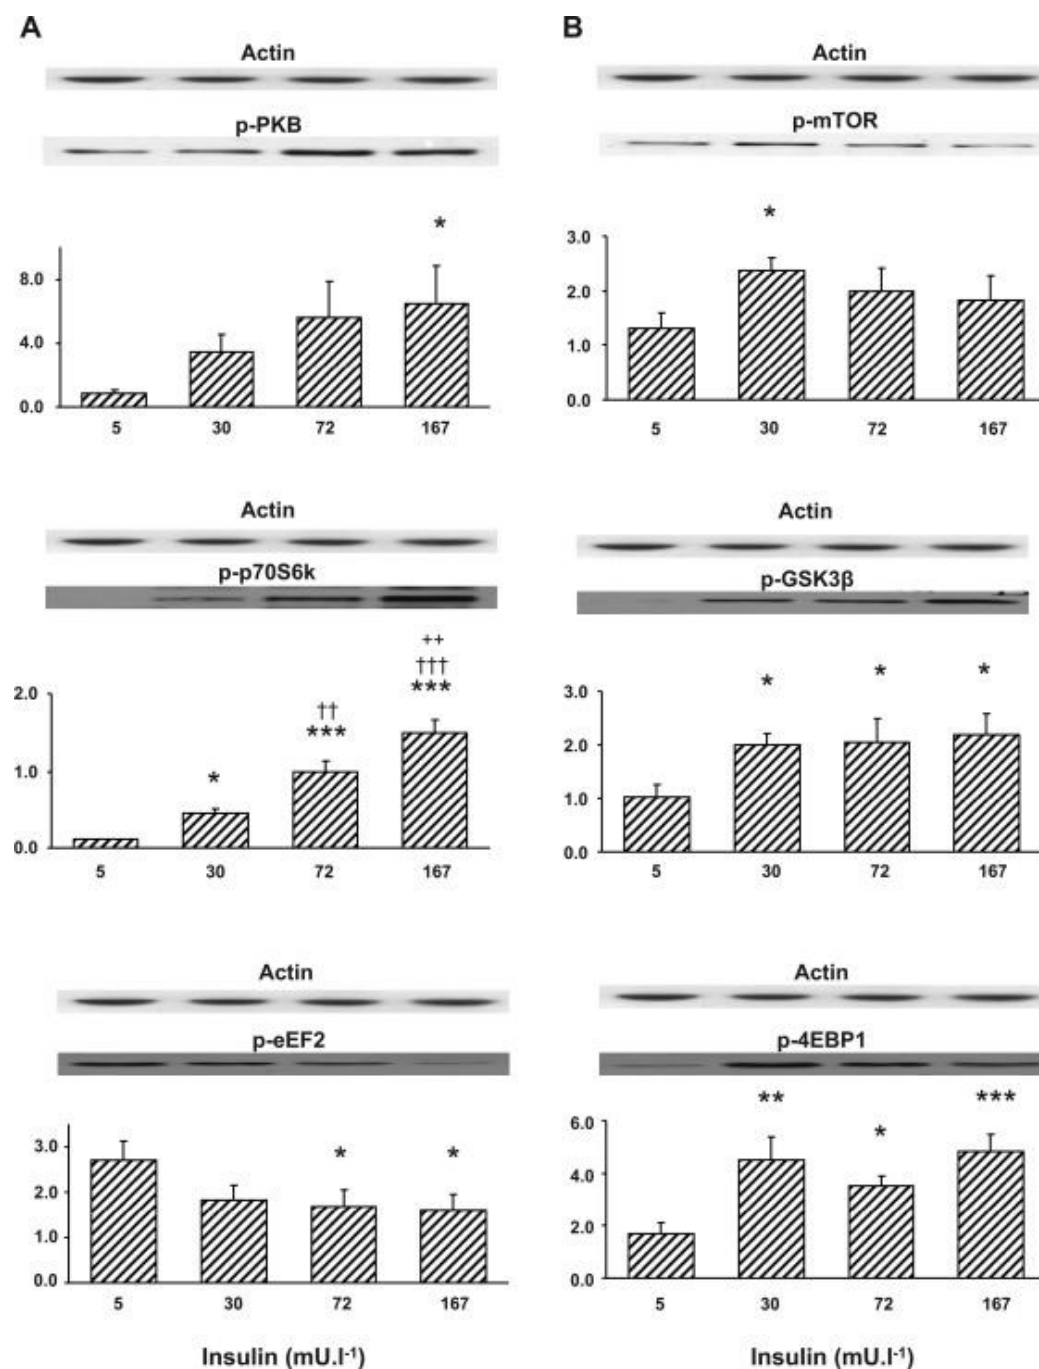 A
Actin
p-PKB
*
8.0
4.0
0.0
5 30 72 167
Actin
p-p70S6k
++
†††
***
††
***
*
2.0
1.0
0.0
5 30 72 167
Actin
p-eEF2
* *
3.0
2.0
1.0
0.0
5 30 72 167
Insulin (mU.l⁻¹)
B
Actin
p-mTOR
*
3.0
2.0
1.0
0.0
5 30 72 167
Actin
p-GSK3β
* * *
3.0
2.0
1.0
0.0
5 30 72 167
Actin
p-4EBP1
** * ***
6.0
4.0
2.0
0.0
5 30 72 167
Insulin (mU.l⁻¹)